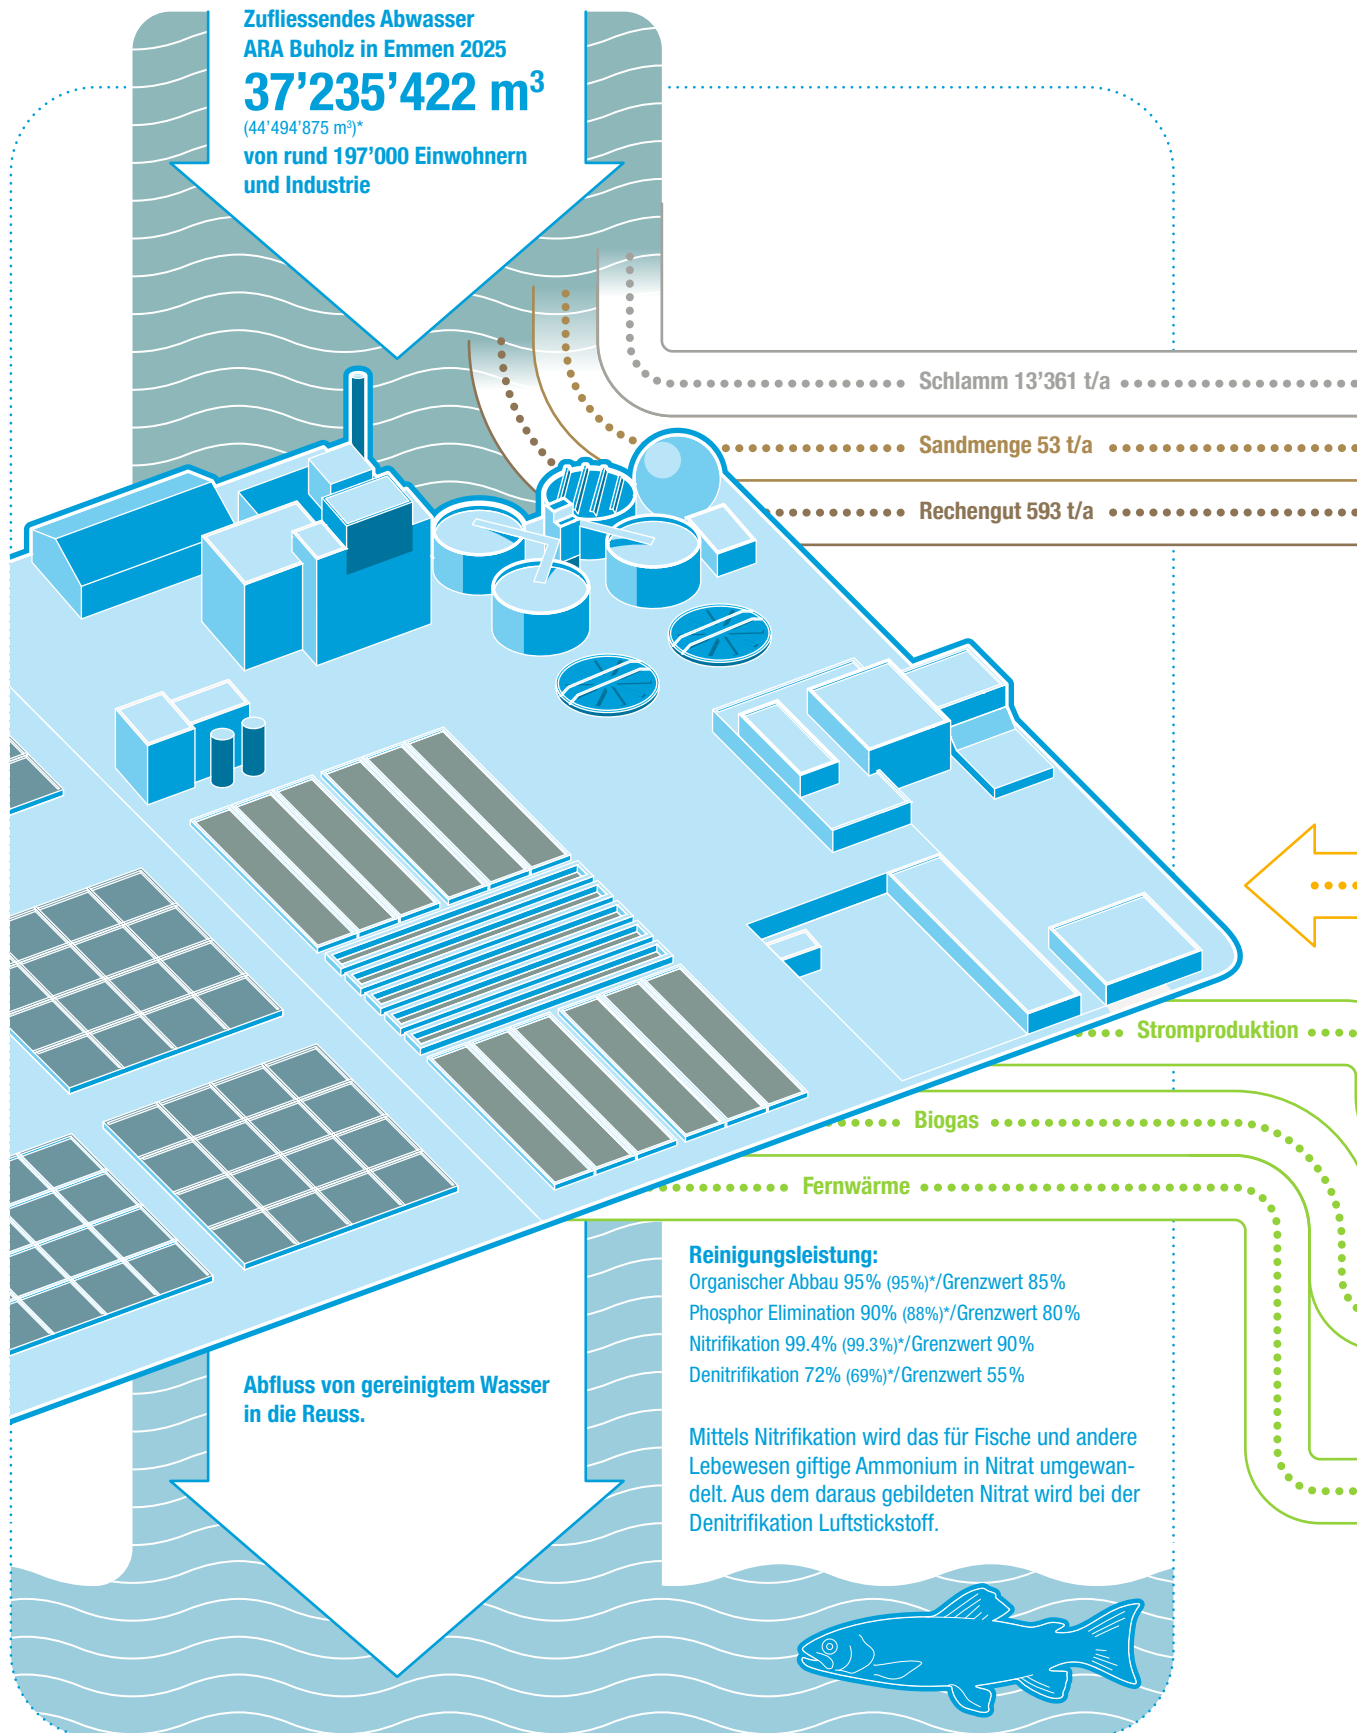 Zufliessendes Abwasser
ARA Buholz in Emmen 2025
37’235’422 m³
(44’494’875 m³)*
von rund 197’000 Einwohnern
und Industrie
Schlamm 13’361 t/a
Sandmenge 53 t/a
Rechengut 593 t/a
Stromproduktion
Biogas
Fernwärme
Reinigungsleistung:
Organischer Abbau 95% (95%)*/Grenzwert 85%
Phosphor Elimination 90% (88%)*/Grenzwert 80%
Nitrifikation 99.4% (99.3%)*/Grenzwert 90%
Denitrifikation 72% (69%)*/Grenzwert 55%
Mittels Nitrifikation wird das für Fische und andere
Lebewesen giftige Ammonium in Nitrat umgewan-
delt. Aus dem daraus gebildeten Nitrat wird bei der
Denitrifikation Luftstickstoff.
Abfluss von gereinigtem Wasser
in die Reuss.